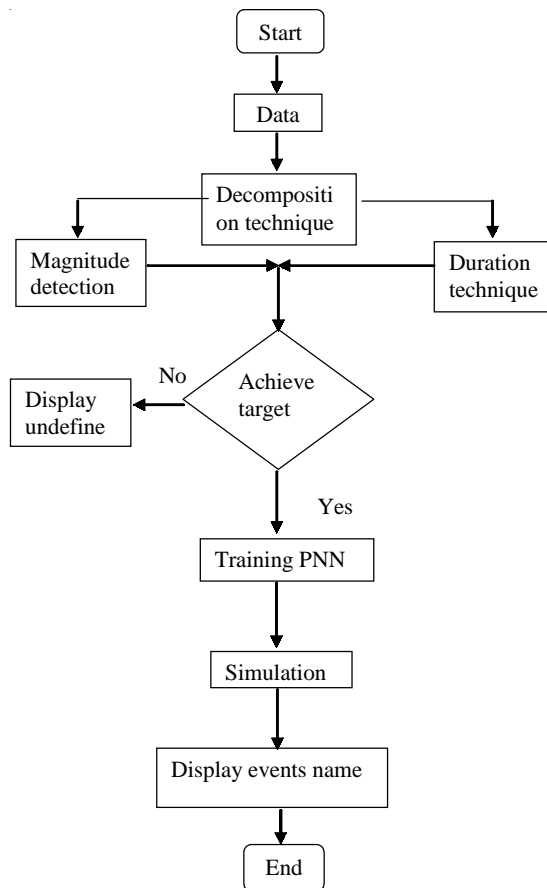 Start
Data
Decompositi
on technique
Magnitude
detection
Duration
technique
Achieve
target
No
Display
undefine
Yes
Training PNN
Simulation
Display events name
End